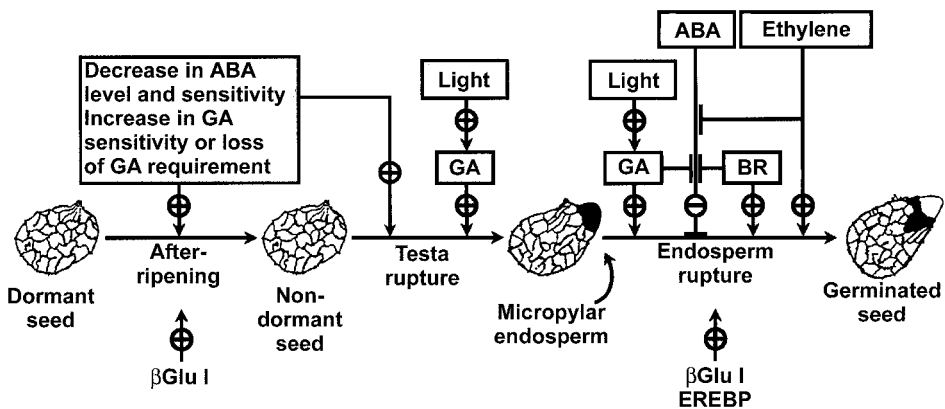 ABA
Ethylene
Decrease in ABA
level and sensitivity
Increase in GA
sensitivity or loss
of GA requirement
Light
Light
GA
GA
BR
After-
ripening
Testa
rupture
Endosperm
rupture
Dormant
seed
Non-
dormant
seed
Micropylar
endosperm
Germinated
seed
βGlu I
βGlu I
EREBP